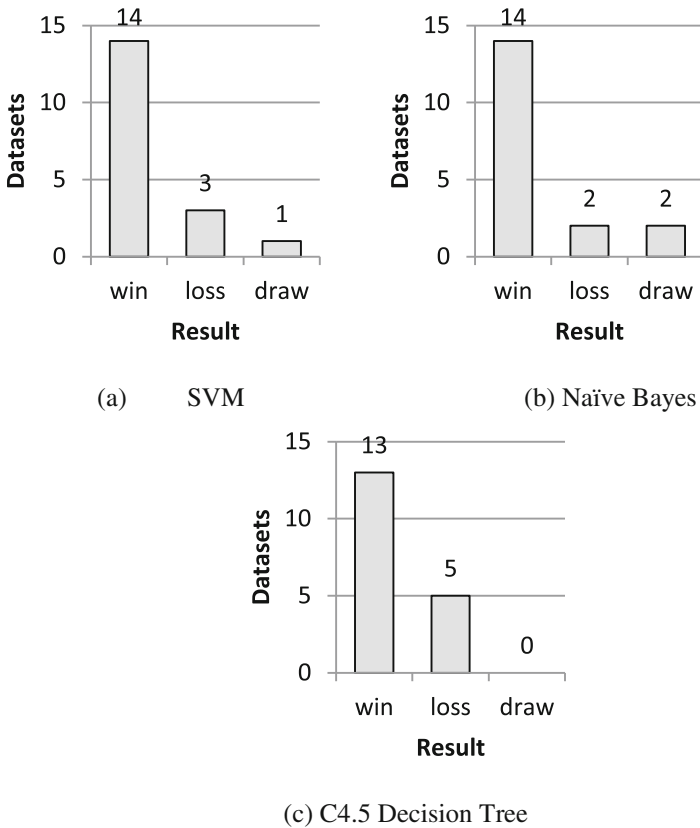 15
14
10
5
3
1
0
Datasets
win loss draw
Result
(a) SVM
15
14
10
5
2 2
0
Datasets
win loss draw
Result
(b) Naïve Bayes
15
13
10
5
5
0
0
Datasets
win loss draw
Result
(c) C4.5 Decision Tree